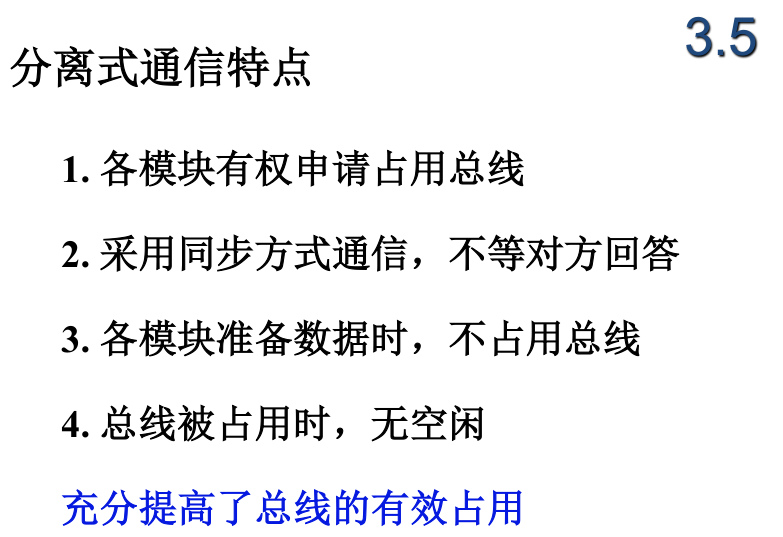 3.5
分离式通信特点
1. 各模块有权申请占用总线
2. 采用同步方式通信，不等对方回答
3. 各模块准备数据时，不占用总线
4. 总线被占用时，无空闲
充分提高了总线的有效占用